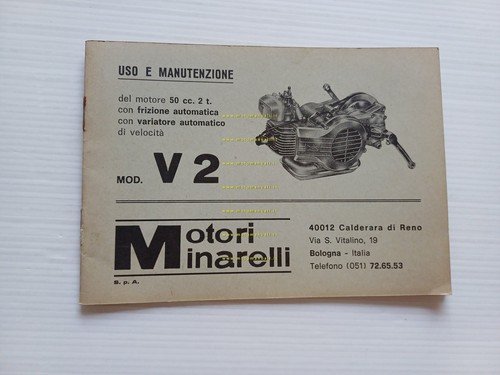 USO E MANUTENZIONE
del motore 50 cc. 2 t.
con frizione automatica
con variatore automatico
di velocità
MOD. V 2
Motori
Minarelli
S. p. A.
40012 Calderara di Reno
Via S. Vitalino, 19
Bologna - Italia
Telefono (051) 72.65.53